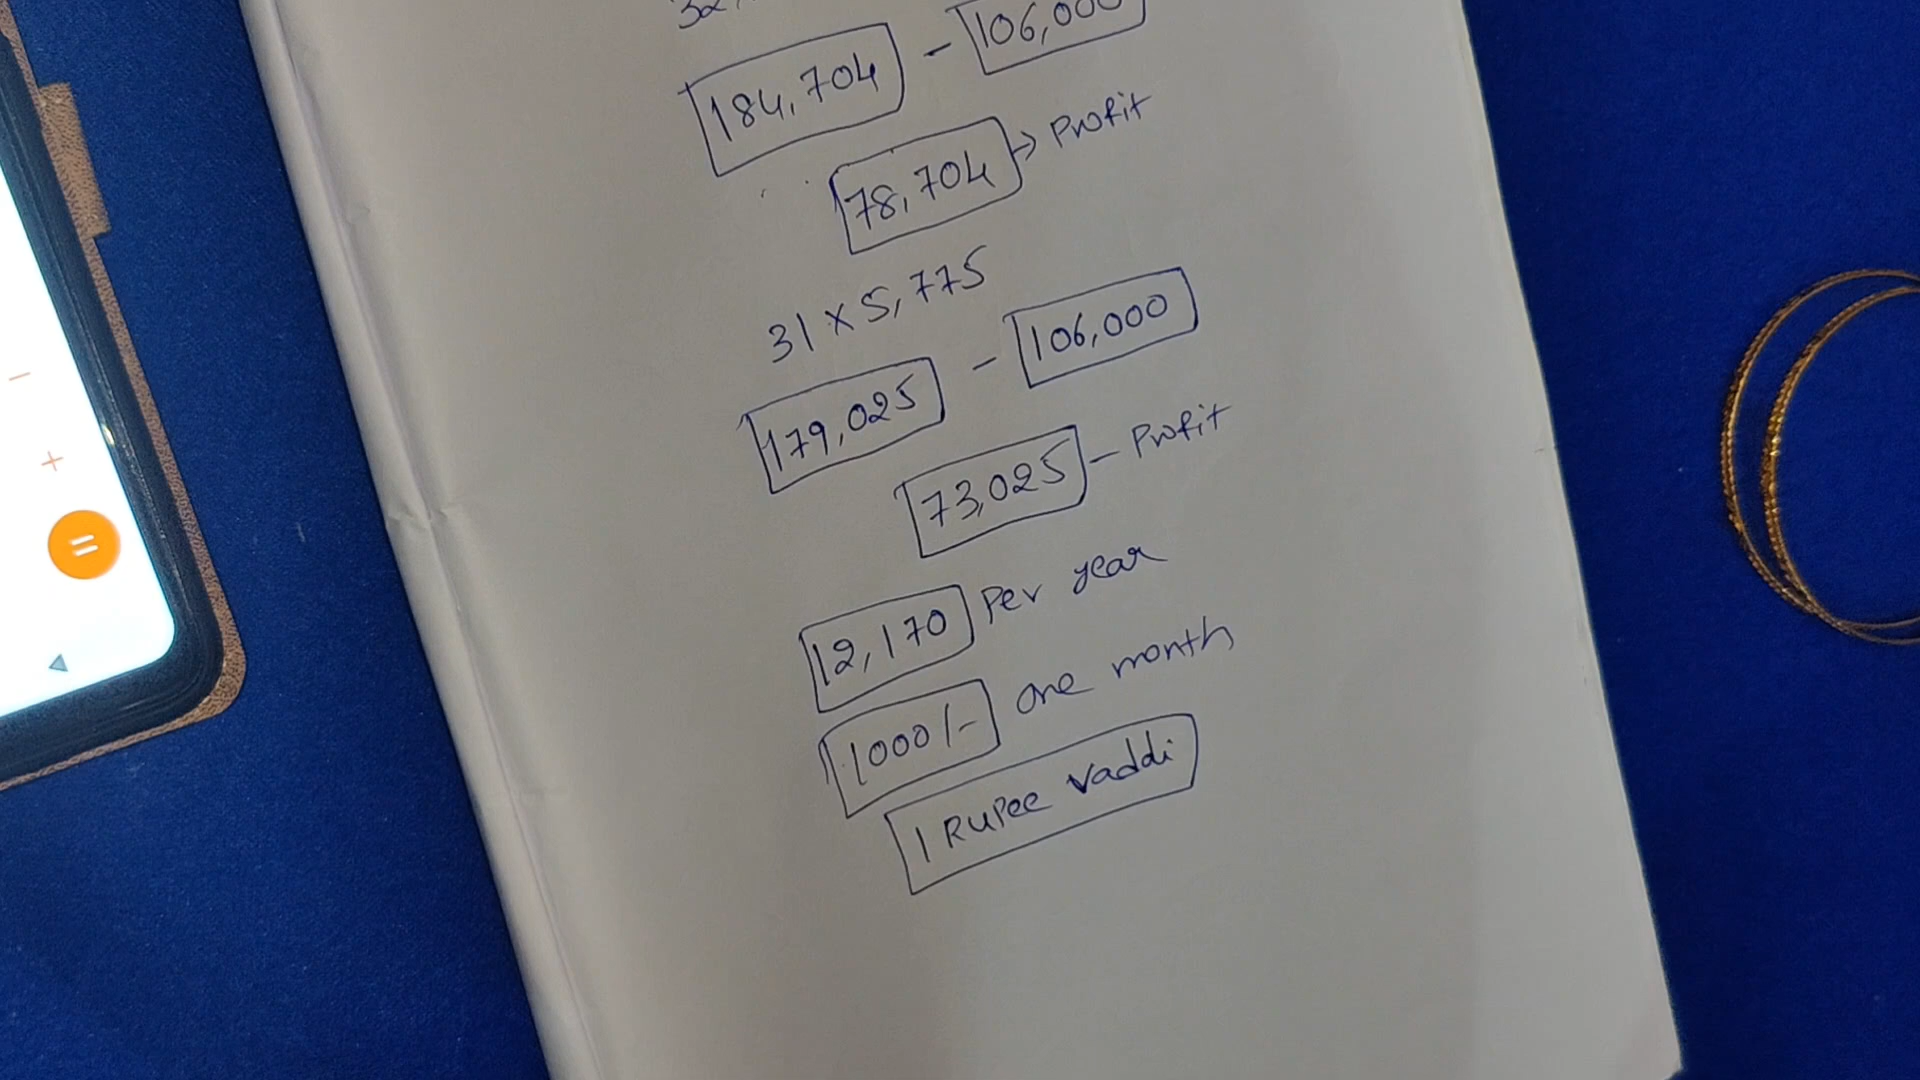 184,704 - 106,000
78,704 → Profit
31 x 5,775
179,025 - 106,000
73,025 - Profit
12,170 Per year
1000/- one month
1 Rupee vaddi